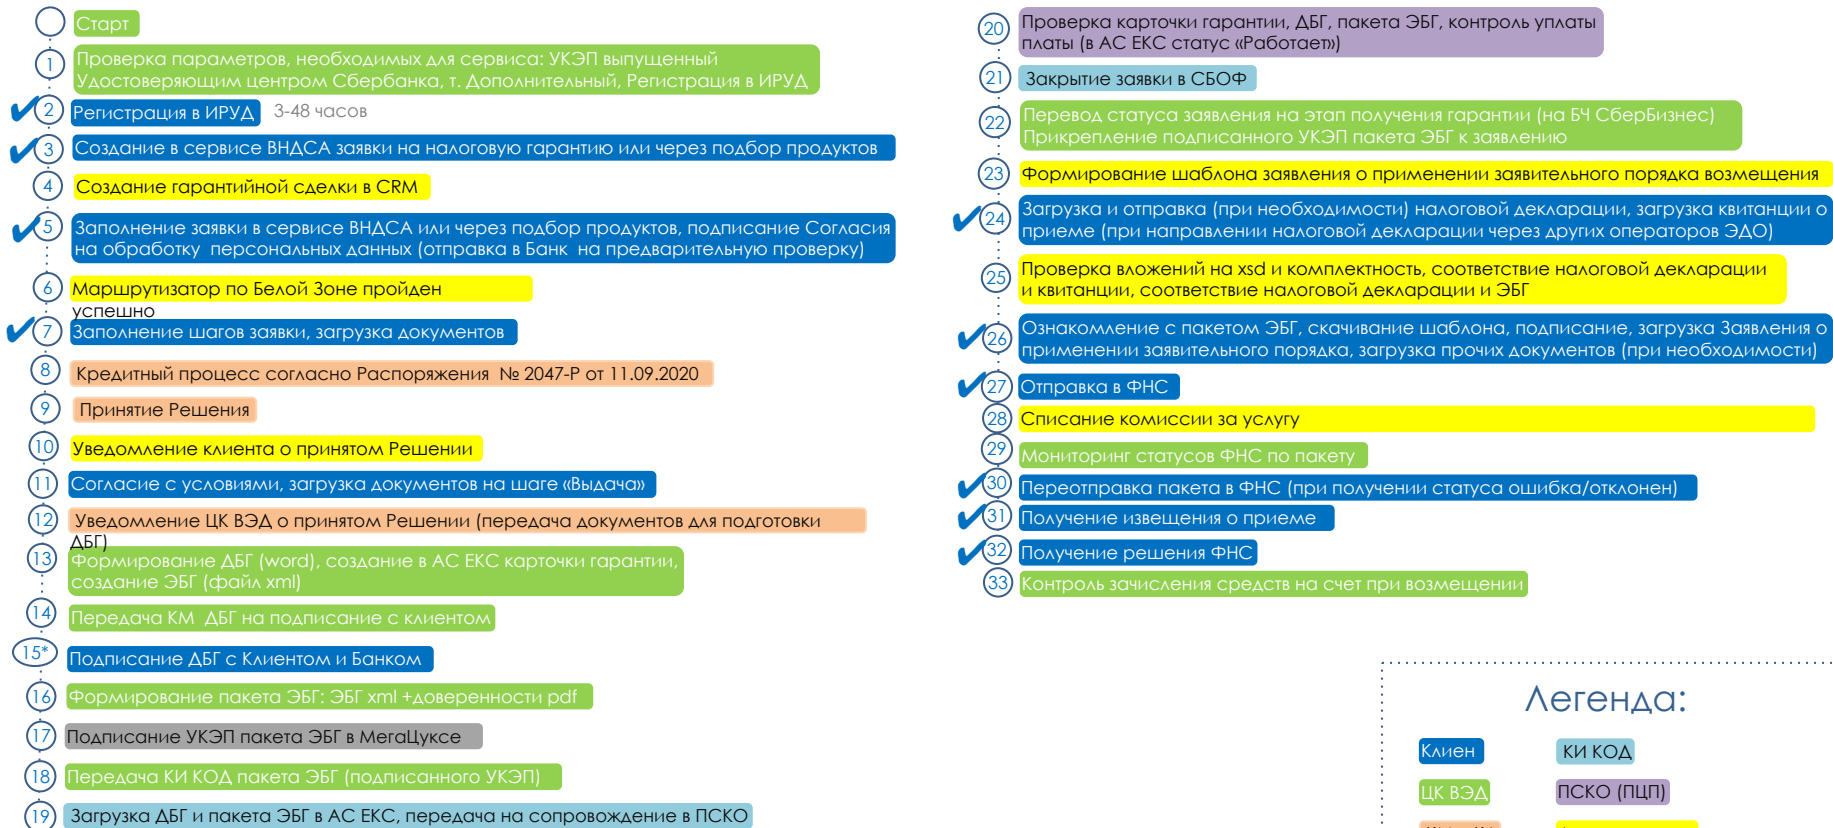 Старт
1
Проверка параметров, необходимых для сервиса: УКЭП выпущенный
Удостоверяющим центром Сбербанка, т. Дополнительный, Регистрация в ИРУД
2
Регистрация в ИРУД 3-48 часов
3
Создание в сервисе ВНДСА заявки на налоговую гарантию или через подбор продуктов
4
Создание гарантийной сделки в CRM
5
Заполнение заявки в сервисе ВНДСА или через подбор продуктов, подписание Согласия
на обработку персональных данных (отправка в Банк на предварительную проверку)
6
Маршрутизатор по Белой Зоне пройден
успешно
7
Заполнение шагов заявки, загрузка документов
8
Кредитный процесс согласно Распоряжения № 2047-Р от 11.09.2020
9
Принятие Решения
10
Уведомление клиента о принятом Решении
11
Согласие с условиями, загрузка документов на шаге «Выдача»
12
Уведомление ЦК ВЭД о принятом Решении (передача документов для подготовки
ДБГ)
13
Формирование ДБГ (word), создание в АС ЕКС карточки гарантии,
создание ЭБГ (файл xml)
14
Передача КМ ДБГ на подписание с клиентом
15*
Подписание ДБГ с Клиентом и Банком
16
Формирование пакета ЭБГ: ЭБГ xml +доверенности pdf
17
Подписание УКЭП пакета ЭБГ в МегаЦуксе
18
Передача КИ КОД пакета ЭБГ (подписанного УКЭП)
19
Загрузка ДБГ и пакета ЭБГ в АС ЕКС, передача на сопровождение в ПСКО
20
Проверка карточки гарантии, ДБГ, пакета ЭБГ, контроль уплаты
платы (в АС ЕКС статус «Работает»)
21
Закрытие заявки в СБОФ
22
Перевод статуса заявления на этап получения гарантии (на БЧ СберБизнес)
Прикрепление подписанного УКЭП пакета ЭБГ к заявлению
23
Формирование шаблона заявления о применении заявительного порядка возмещения
24
Загрузка и отправка (при необходимости) налоговой декларации, загрузка квитанции о
приеме (при направлении налоговой декларации через других операторов ЭДО)
25
Проверка вложений на xsd и комплектность, соответствие налоговой декларации
и квитанции, соответствие налоговой декларации и ЭБГ
26
Ознакомление с пакетом ЭБГ, скачивание шаблона, подписание, загрузка Заявления о
применении заявительного порядка, загрузка прочих документов (при необходимости)
27
Отправка в ФНС
28
Списание комиссии за услугу
29
Мониторинг статусов ФНС по пакету
30
Переотправка пакета в ФНС (при получении статуса ошибка/отклонен)
31
Получение извещения о приеме
32
Получение решения ФНС
33
Контроль зачисления средств на счет при возмещении
Легенда:
Клиен
КИ КОД
ЦК ВЭД
ПСКО (ПЦП)